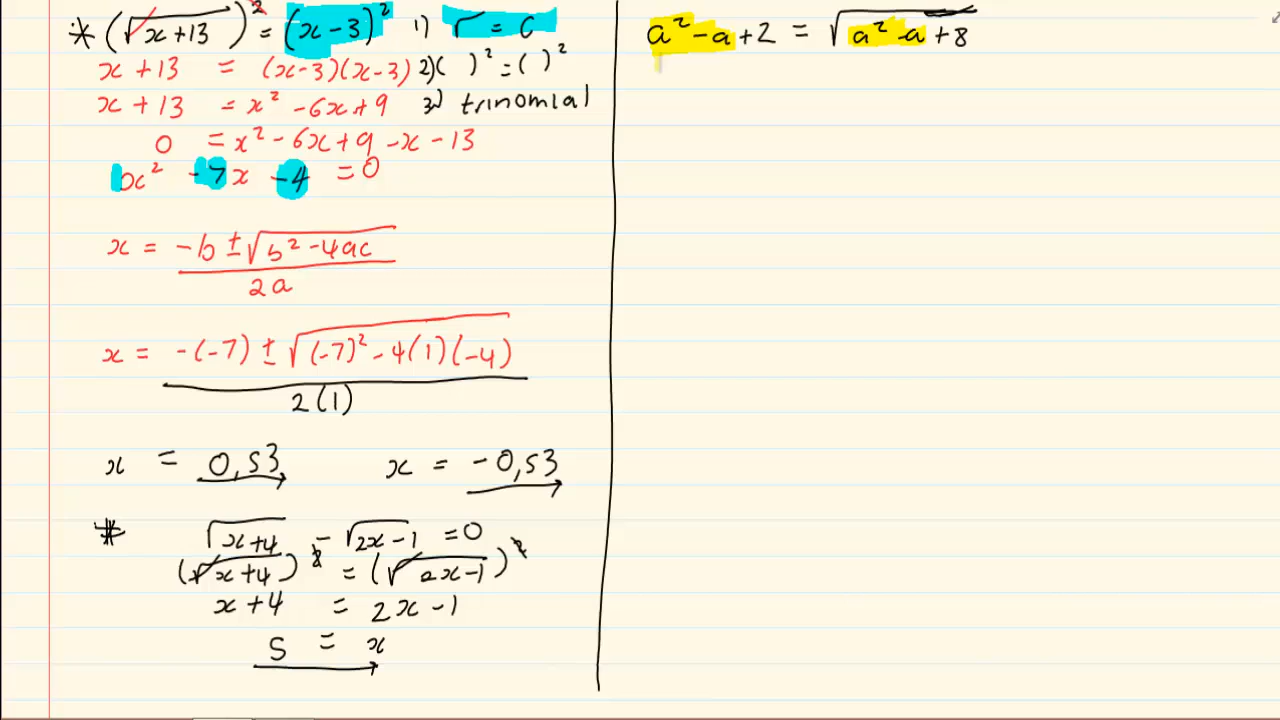 * (√x+13)² = (x-3)² 1) √ = C
x + 13 = (x-3)(x-3) 2) ( )² = ( )²
x + 13 = x² - 6x + 9 3) trinomial
0 = x² - 6x + 9 - x - 13
x² - 7x - 4 = 0
x = -b ± √b² - 4ac
2a
x = -(-7) ± √(-7)² - 4(1)(-4)
2(1)
x = 0,53 x = -0,53
* √x+4 - √2x-1 = 0
(√x+4)² = (√2x-1)²
x + 4 = 2x - 1
5 = x
a² - a + 2 = √a² - a + 8